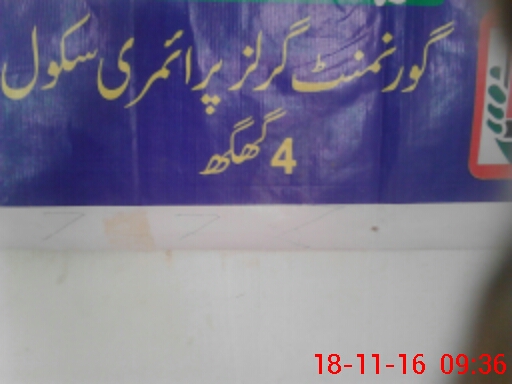 گورنمنٹ گرلز پرائمری سکول
4 گھگھ
18-11-16 09:36